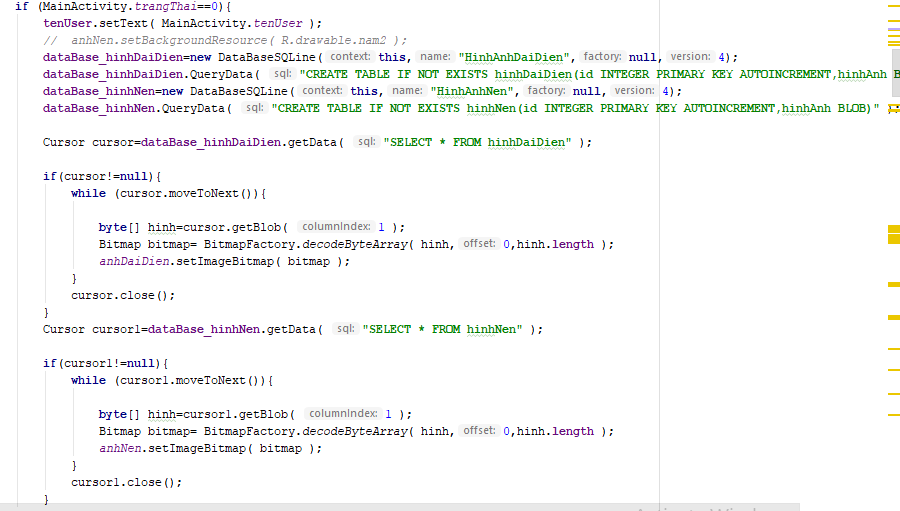 if (MainActivity.trangThai==0){
tenUser.setText( MainActivity.tenUser );
// anhNen.setBackgroundResource( R.drawable.nam2 );
dataBase_hinhDaiDien=new DataBaseSQLine( context: this, name: "HinhAnhDaiDien", factory: null, version: 4);
dataBase_hinhDaiDien.QueryData( sql: "CREATE TABLE IF NOT EXISTS hinhDaiDien(id INTEGER PRIMARY KEY AUTOINCREMENT,hinhAnh B
dataBase_hinhNen=new DataBaseSQLine( context: this, name: "HinhAnhNen", factory: null, version: 4);
dataBase_hinhNen.QueryData( sql: "CREATE TABLE IF NOT EXISTS hinhNen(id INTEGER PRIMARY KEY AUTOINCREMENT,hinhAnh BLOB)" );
Cursor cursor=dataBase_hinhDaiDien.getData( sql: "SELECT * FROM hinhDaiDien" );
if(cursor!=null){
while (cursor.moveToNext()){
byte[] hinh=cursor.getBlob( columnIndex: 1 );
Bitmap bitmap= BitmapFactory.decodeByteArray( hinh, offset: 0,hinh.length );
anhDaiDien.setImageBitmap( bitmap );
}
cursor.close();
}
Cursor cursor1=dataBase_hinhNen.getData( sql: "SELECT * FROM hinhNen" );
if(cursor1!=null){
while (cursor1.moveToNext()){
byte[] hinh=cursor1.getBlob( columnIndex: 1 );
Bitmap bitmap= BitmapFactory.decodeByteArray( hinh, offset: 0,hinh.length );
anhNen.setImageBitmap( bitmap );
}
cursor1.close();
}